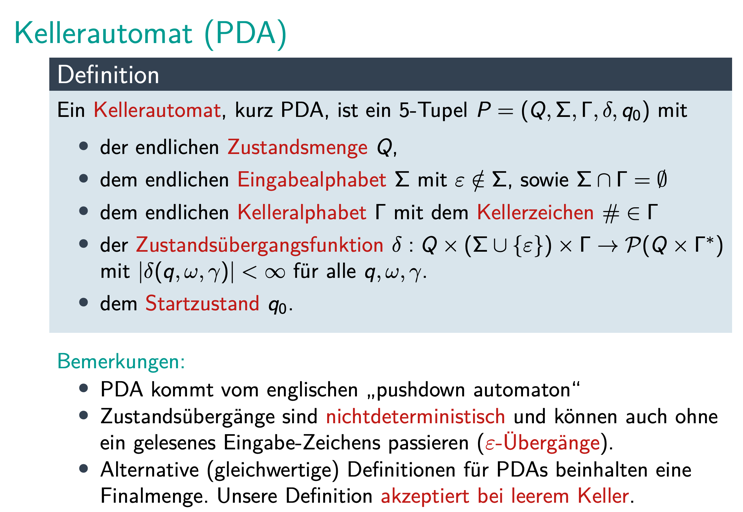 Kellerautomat (PDA)
Definition
Ein Kellerautomat, kurz PDA, ist ein 5-Tupel P = (Q, Σ, Γ, δ, q₀) mit
• der endlichen Zustandsmenge Q,
• dem endlichen Eingabealphabet Σ mit ε ∉ Σ, sowie Σ ∩ Γ = ∅
• dem endlichen Kelleralphabet Γ mit dem Kellerzeichen # ∈ Γ
• der Zustandsübergangsfunktion δ : Q × (Σ ∪ {ε}) × Γ → 𝒫(Q × Γ*)
mit |δ(q, ω, γ)| < ∞ für alle q, ω, γ.
• dem Startzustand q₀.
Bemerkungen:
• PDA kommt vom englischen „pushdown automaton“
• Zustandsübergänge sind nichtdeterministisch und können auch ohne
ein gelesenes Eingabe-Zeichens passieren (ε-Übergänge).
• Alternative (gleichwertige) Definitionen für PDAs beinhalten eine
Finalmenge. Unsere Definition akzeptiert bei leerem Keller.